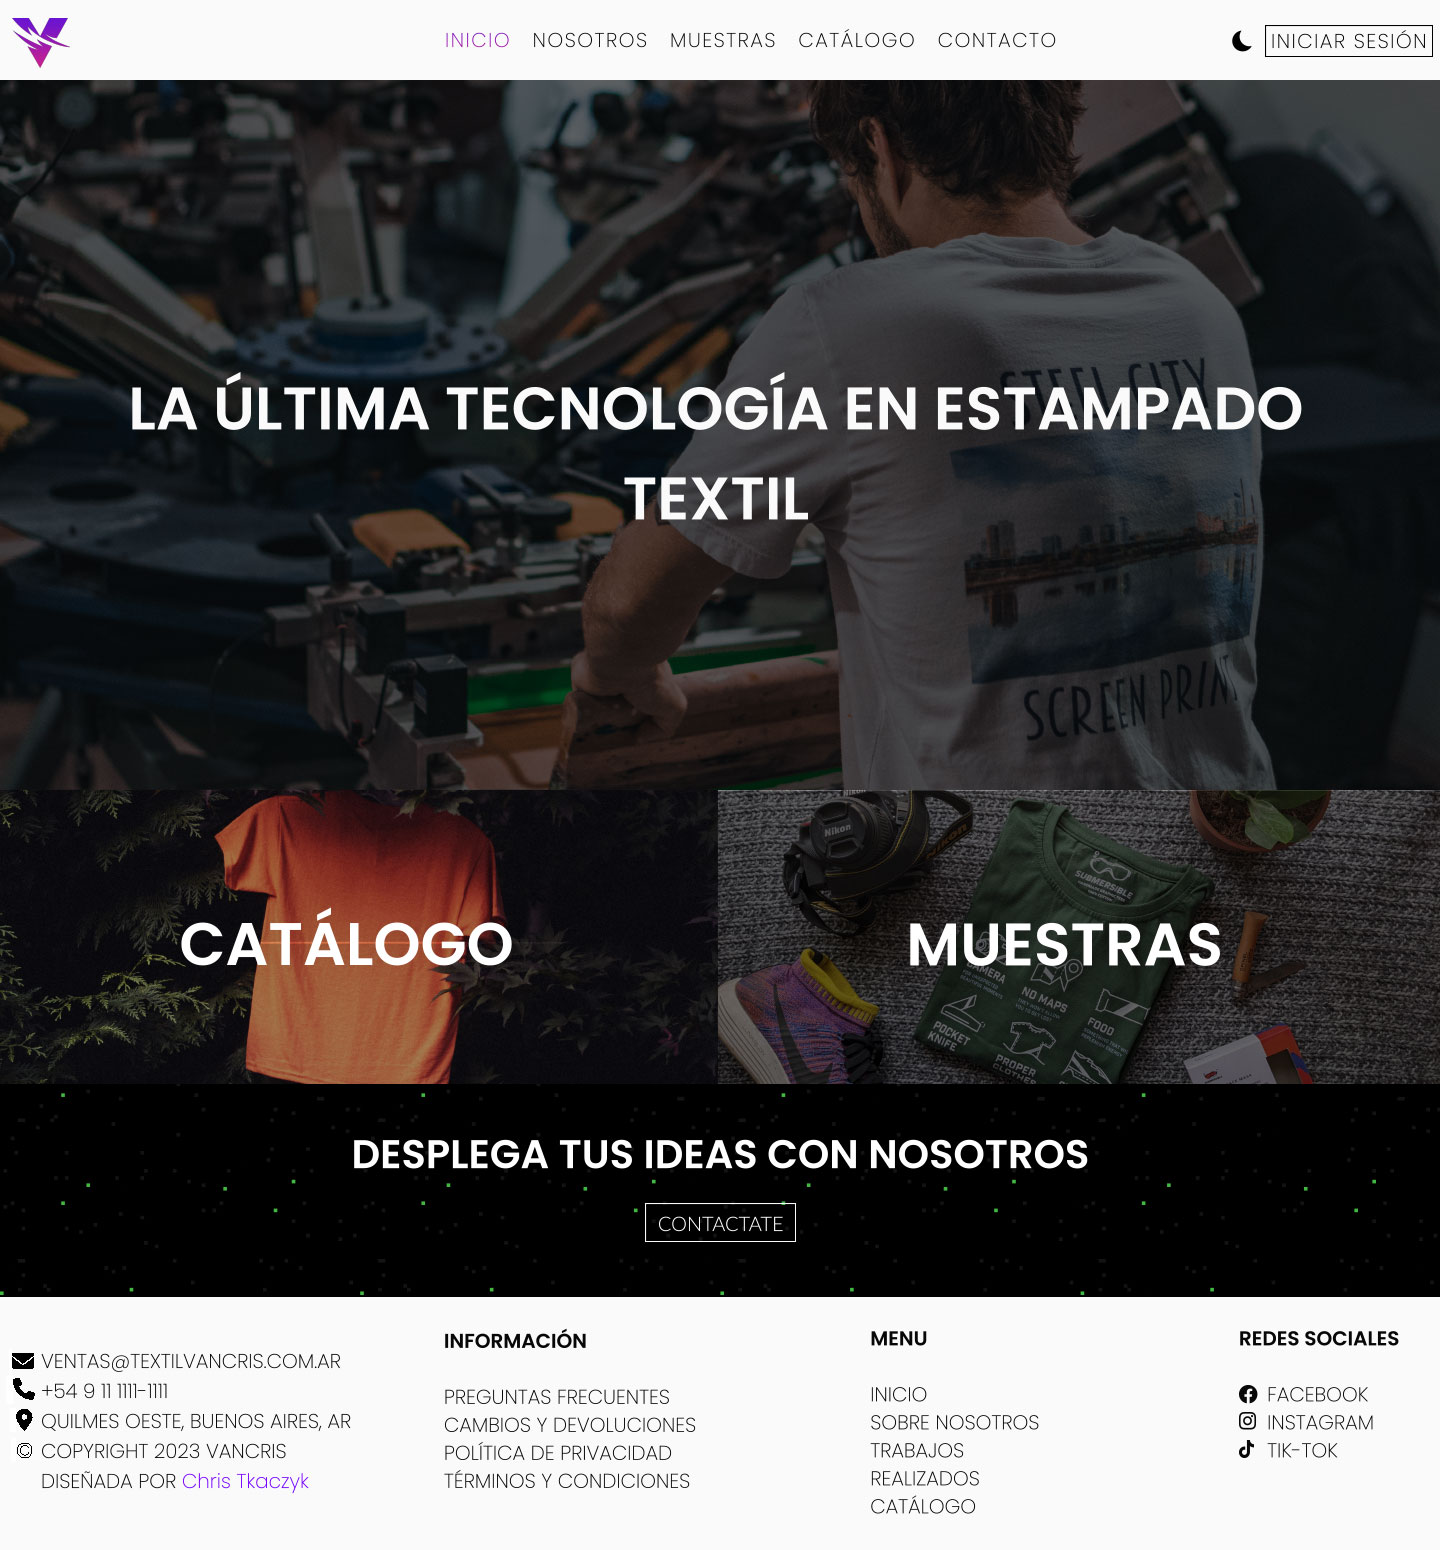 INICIO NOSOTROS MUESTRAS CATÁLOGO CONTACTO
INICIAR SESIÓN
STEEL CITY
LA ÚLTIMA TECNOLOGÍA EN ESTAMPADO
TEXTIL
SCREEN PRINT
Nikon
NIKON
SUBMERSIBLE
CATÁLOGO
MUESTRAS
CAMERA
NO MAPS
FOOD
POCKET
KNIFE
PROPER
CLOTHES
DESPLEGA TUS IDEAS CON NOSOTROS
CONTACTATE
VENTAS@TEXTILVANCRIS.COM.AR
+54 9 11 1111-1111
QUILMES OESTE, BUENOS AIRES, AR
© COPYRIGHT 2023 VANCRIS
DISEÑADA POR Chris Tkaczyk
INFORMACIÓN
PREGUNTAS FRECUENTES
CAMBIOS Y DEVOLUCIONES
POLÍTICA DE PRIVACIDAD
TÉRMINOS Y CONDICIONES
MENU
INICIO
SOBRE NOSOTROS
TRABAJOS
REALIZADOS
CATÁLOGO
REDES SOCIALES
FACEBOOK
INSTAGRAM
TIK-TOK